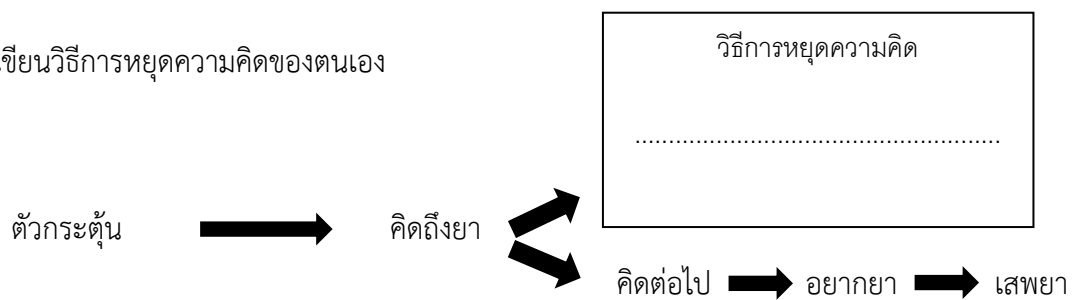 เขียนวิธีการหยุดความคิดของตนเอง
วิธีการหยุดความคิด
......................................................
ตัวกระตุ้น คิดถึงยา
คิดต่อไป อยากยา เสพยา